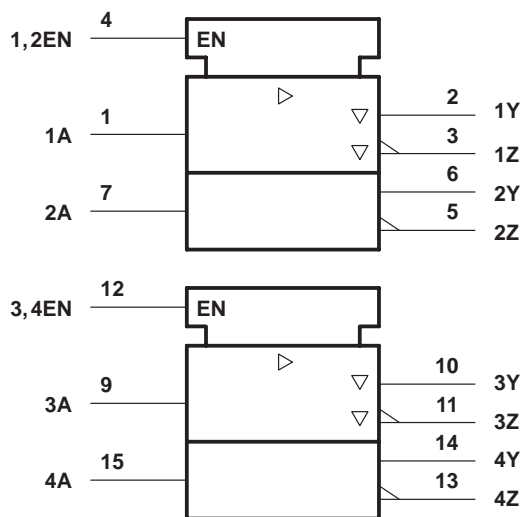 4
1,2EN EN
1 2 1Y
1A 3 1Z
7 6 2Y
2A 5 2Z
12
3,4EN EN
9 10 3Y
3A 11 3Z
15 14 4Y
4A 13 4Z